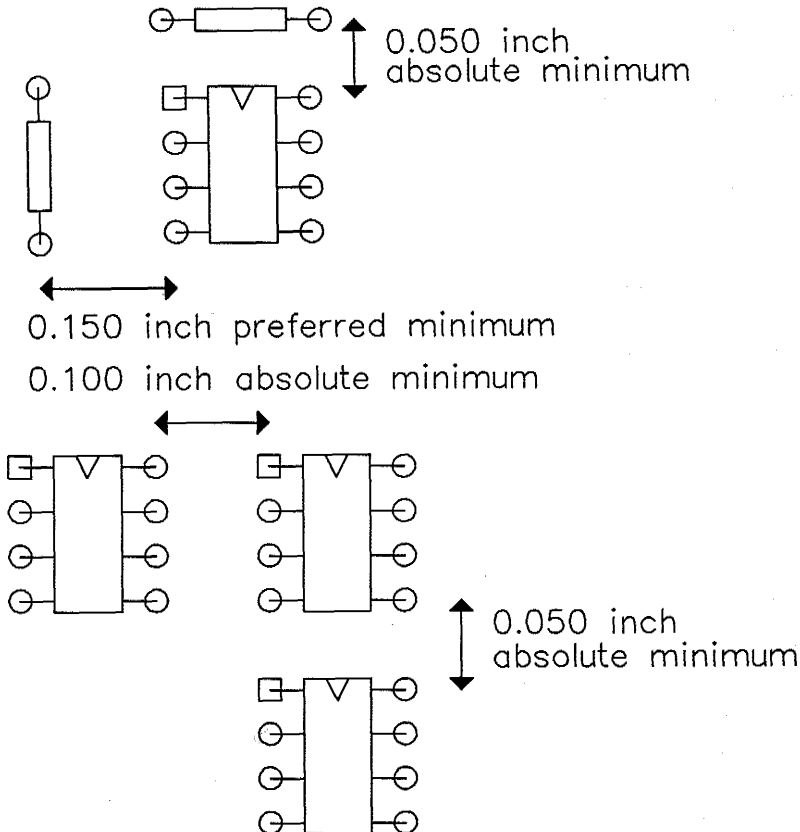 0.050 inch
absolute minimum
0.150 inch preferred minimum
0.100 inch absolute minimum
0.050 inch
absolute minimum